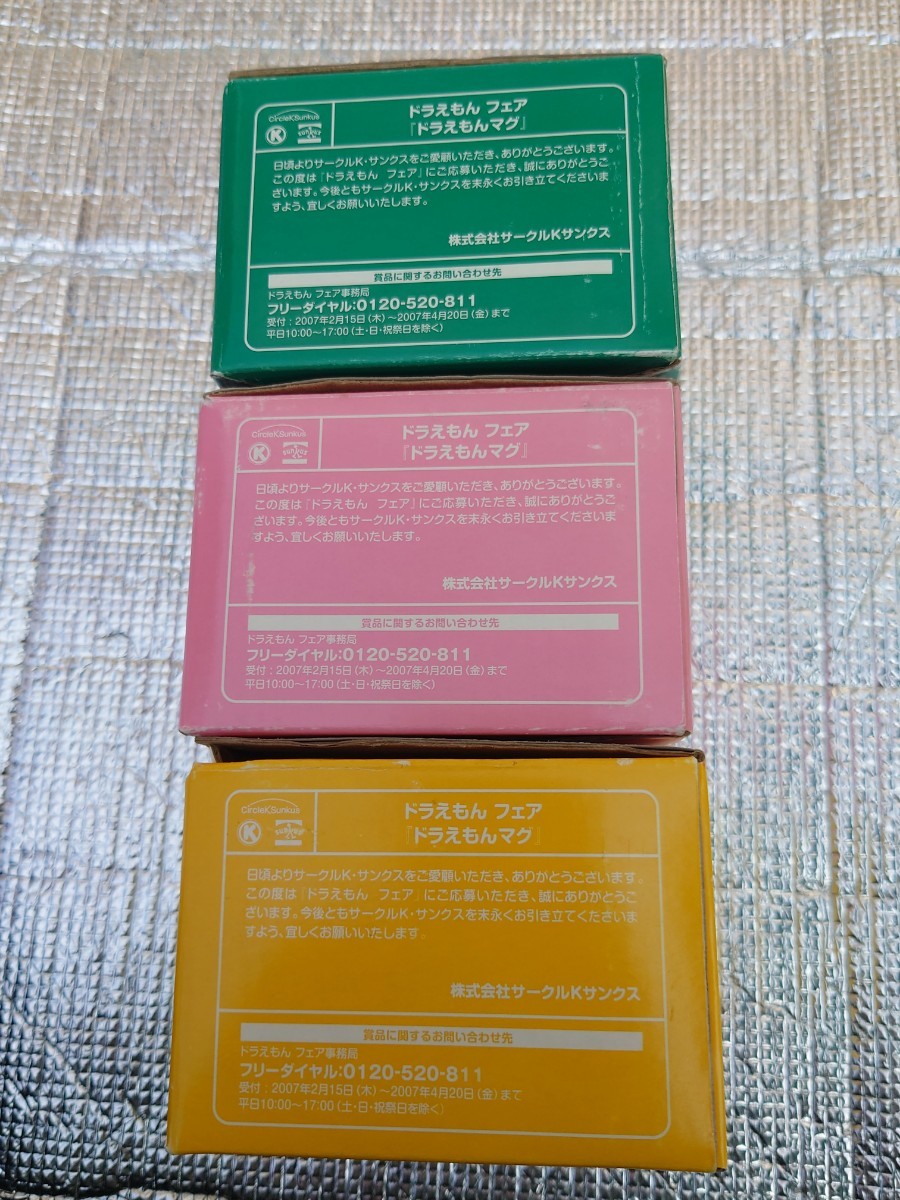 CircleKSunkus
K
sunkus
ドラえもん フェア
『ドラえもんマグ』
日頃よりサークルK・サンクスをご愛顧いただき、ありがとうございます。
この度は『ドラえもん　フェア』にご応募いただき、誠にありがとうご
ざいます。今後ともサークルK・サンクスを末永くお引き立てくださいま
すよう、宜しくお願いいたします。
株式会社サークルKサンクス
賞品に関するお問い合わせ先
ドラえもん フェア事務局
フリーダイヤル:0120-520-811
受付：2007年2月15日（木）〜2007年4月20日（金）まで
平日10:00〜17:00（土・日・祝祭日を除く）
CircleKSunkus
K
sunkus
ドラえもん フェア
『ドラえもんマグ』
日頃よりサークルK・サンクスをご愛顧いただき、ありがとうございます。
この度は『ドラえもん　フェア』にご応募いただき、誠にありがとうご
ざいます。今後ともサークルK・サンクスを末永くお引き立てくださいま
すよう、宜しくお願いいたします。
株式会社サークルKサンクス
賞品に関するお問い合わせ先
ドラえもん フェア事務局
フリーダイヤル:0120-520-811
受付：2007年2月15日（木）〜2007年4月20日（金）まで
平日10:00〜17:00（土・日・祝祭日を除く）
CircleKSunkus
K
sunkus
ドラえもん フェア
『ドラえもんマグ』
日頃よりサークルK・サンクスをご愛顧いただき、ありがとうございます。
この度は『ドラえもん　フェア』にご応募いただき、誠にありがとうご
ざいます。今後ともサークルK・サンクスを末永くお引き立てくださいま
すよう、宜しくお願いいたします。
株式会社サークルKサンクス
賞品に関するお問い合わせ先
ドラえもん フェア事務局
フリーダイヤル:0120-520-811
受付：2007年2月15日（木）〜2007年4月20日（金）まで
平日10:00〜17:00（土・日・祝祭日を除く）